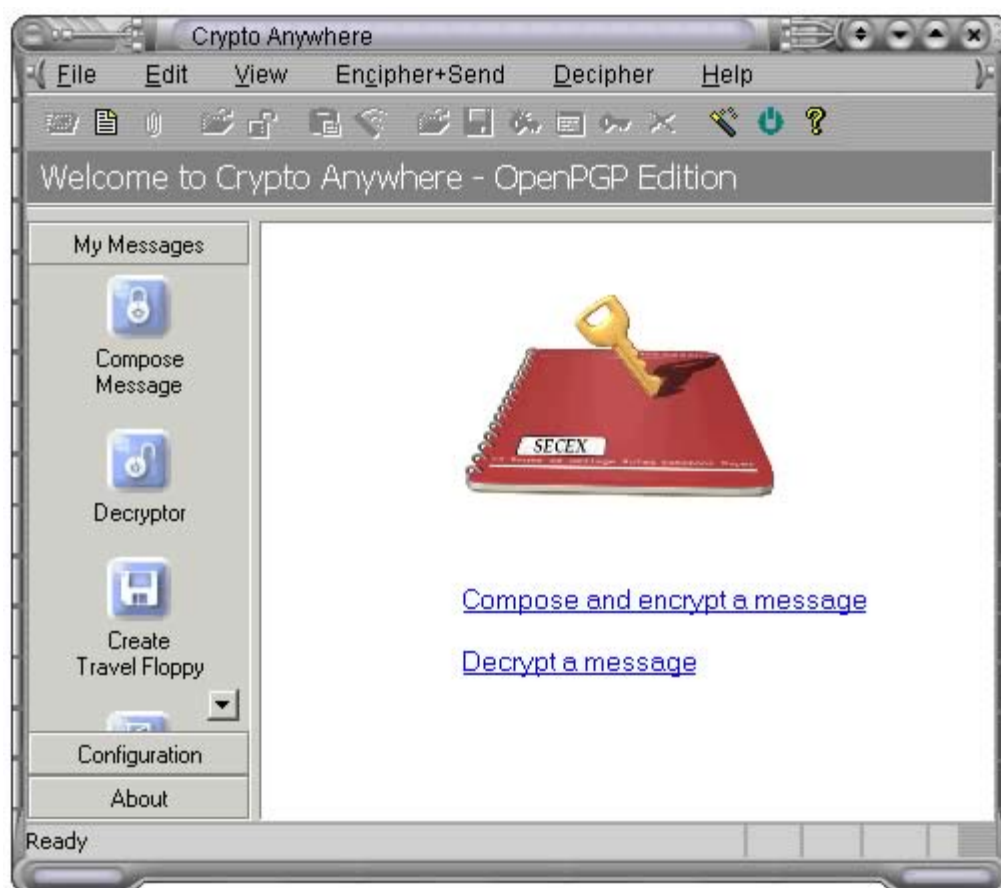 Crypto Anywhere
File Edit View Encipher+Send Decipher Help
Welcome to Crypto Anywhere - OpenPGP Edition
My Messages
Compose
Message
Decryptor
Create
Travel Floppy
Configuration
About
SECEX
Compose and encrypt a message
Decrypt a message
Ready